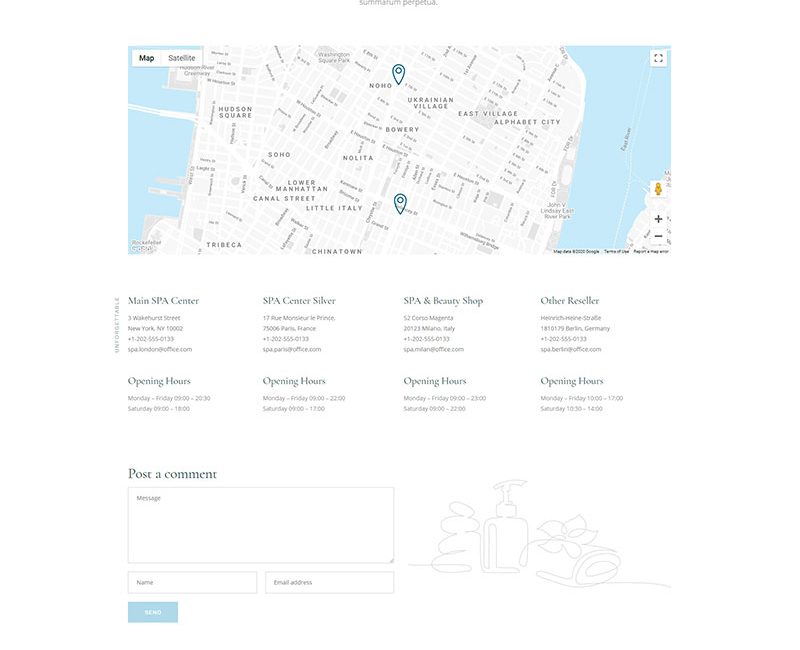 summarum perpetua.
Map
Satellite
Hudson River
Greenway
Washington
Square Park
NOHO
UKRAINIAN
VILLAGE
HUDSON
SQUARE
EAST VILLAGE
ALPHABET CITY
BOWERY
SOHO
NOLITA
East River
LOWER
MANHATTAN
CANAL STREET
LITTLE ITALY
John V.
Lindsay East
River Park
FDR Dr
Williamsburg Bridge
TRIBECA
CHINATOWN
Rockefeller
Map data ©2020 Google
Terms of Use
Report a map error
UNFORGETTABLE
Main SPA Center
3 Wakehurst Street
New York, NY 10002
+1-202-555-0133
spa.london@office.com
SPA Center Silver
17 Rue Monsieur le Prince,
75006 Paris, France
+1-202-555-0133
spa.paris@office.com
SPA & Beauty Shop
52 Corso Magenta
20123 Milano, Italy
+1-202-555-0133
spa.milan@office.com
Other Reseller
Heinrich-Heine-Straße
1810179 Berlin, Germany
+1-202-555-0133
spa.berlin@office.com
Opening Hours
Monday – Friday 09:00 – 20:30
Saturday 09:00 – 18:00
Opening Hours
Monday – Friday 09:00 – 22:00
Saturday 09:00 – 17:00
Opening Hours
Monday – Friday 09:00 – 23:00
Saturday 09:00 – 22:00
Opening Hours
Monday – Friday 10:00 – 17:00
Saturday 10:30 – 14:00
Post a comment
Message
Name
Email address
SEND